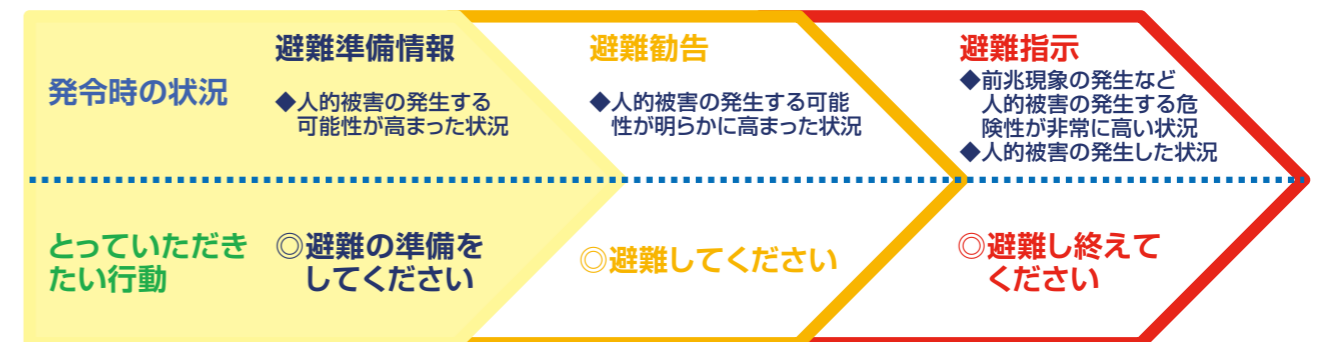 発令時の状況
避難準備情報
◆人的被害の発生する
可能性が高まった状況
避難勧告
◆人的被害の発生する可能
性が明らかに高まった状況
避難指示
◆前兆現象の発生など
人的被害の発生する危
険性が非常に高い状況
◆人的被害の発生した状況
とっていただき
たい行動
◎避難の準備を
してください
◎避難してください
◎避難し終えて
ください